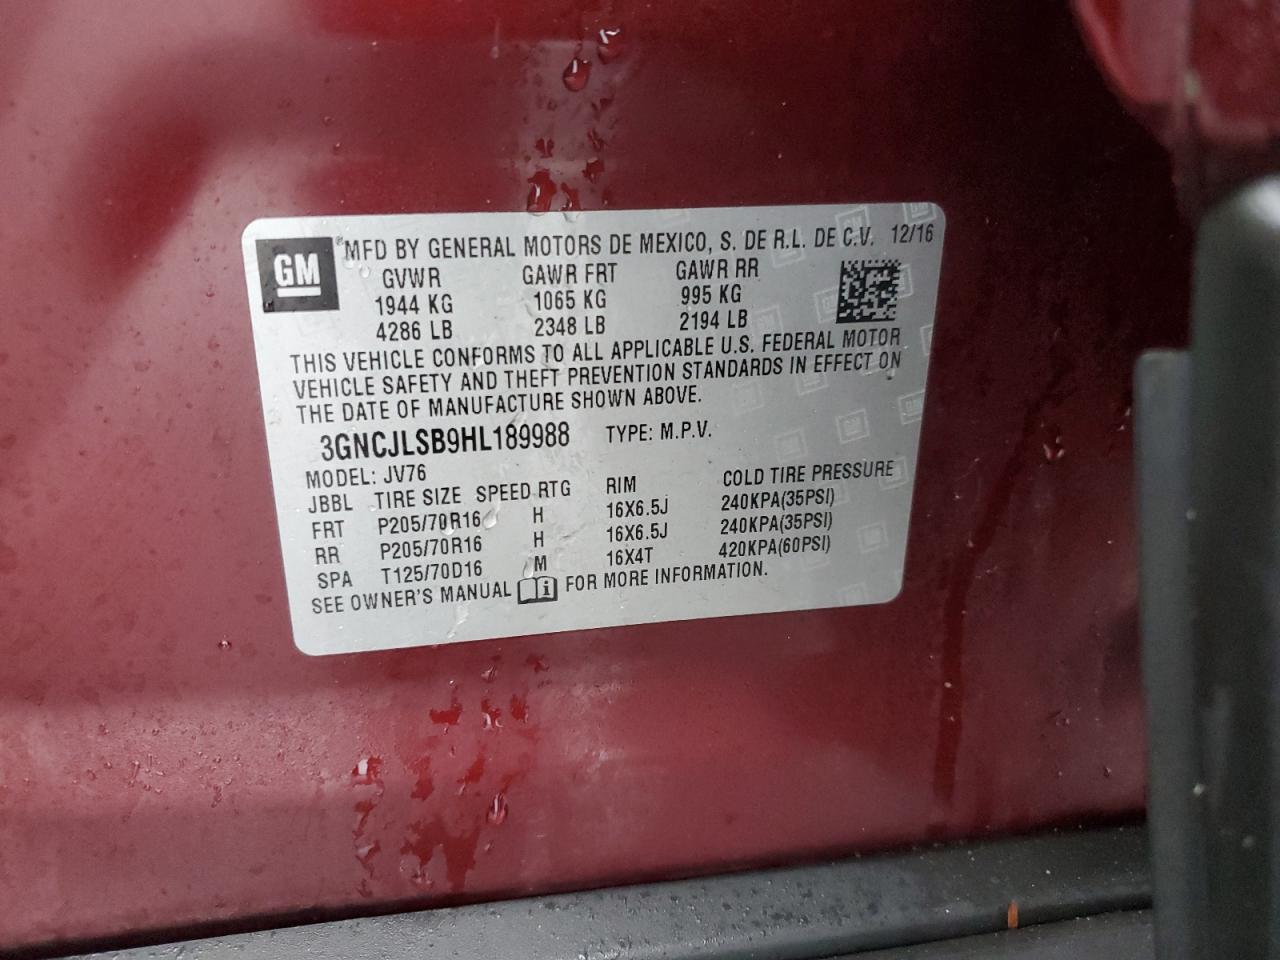 GM
®MFD BY GENERAL MOTORS DE MEXICO, S. DE R.L. DE C.V. 12/16
GVWR GAWR FRT GAWR RR
1944 KG 1065 KG 995 KG
4286 LB 2348 LB 2194 LB
THIS VEHICLE CONFORMS TO ALL APPLICABLE U.S. FEDERAL MOTOR
VEHICLE SAFETY AND THEFT PREVENTION STANDARDS IN EFFECT ON
THE DATE OF MANUFACTURE SHOWN ABOVE.
3GNCJLSB9HL189988 TYPE: M.P.V.
MODEL: JV76
JBBL TIRE SIZE SPEED RTG RIM COLD TIRE PRESSURE
FRT P205/70R16 H 16X6.5J 240KPA(35PSI)
RR P205/70R16 H 16X6.5J 240KPA(35PSI)
SPA T125/70D16 M 16X4T 420KPA(60PSI)
SEE OWNER'S MANUAL i FOR MORE INFORMATION.